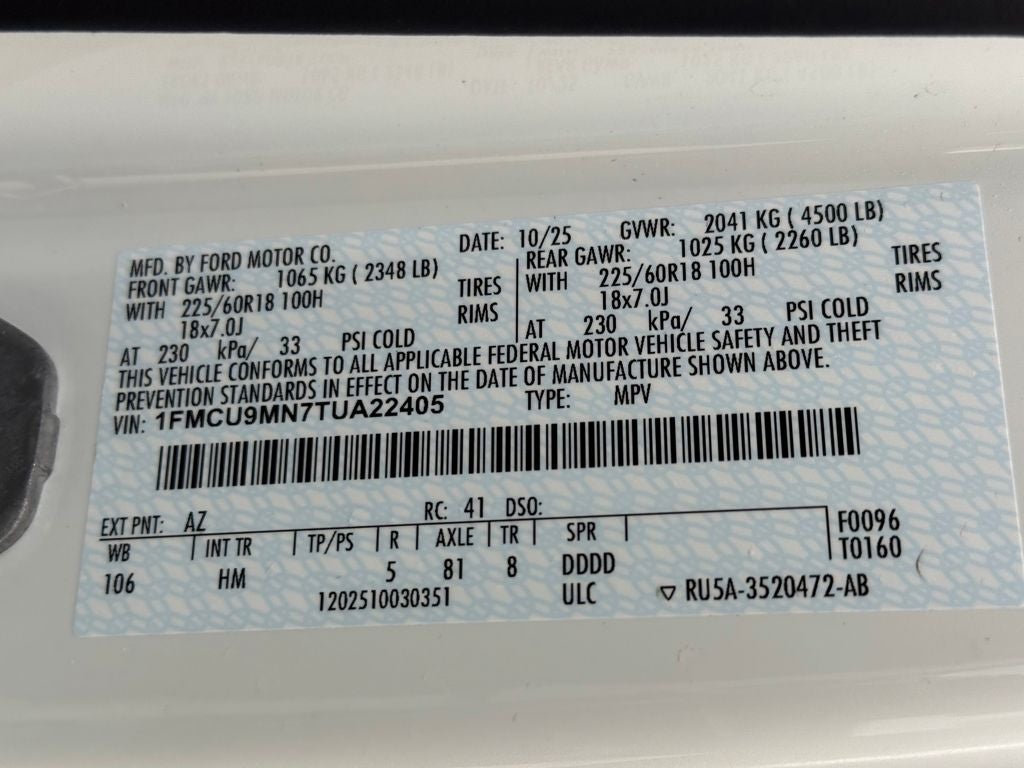 MFD. BY FORD MOTOR CO. DATE: 10/25 GVWR: 2041 KG ( 4500 LB)
FRONT GAWR: 1065 KG ( 2348 LB) REAR GAWR: 1025 KG ( 2260 LB)
WITH 225/60R18 100H TIRES WITH 225/60R18 100H TIRES
18x7.0J RIMS 18x7.0J RIMS
AT 230 kPa/ 33 PSI COLD AT 230 kPa/ 33 PSI COLD
THIS VEHICLE CONFORMS TO ALL APPLICABLE FEDERAL MOTOR VEHICLE SAFETY AND THEFT
PREVENTION STANDARDS IN EFFECT ON THE DATE OF MANUFACTURE SHOWN ABOVE.
VIN: 1FMCU9MN7TUA22405 TYPE: MPV
EXT PNT: AZ RC: 41 DSO:
WB INT TR TP/PS R AXLE TR SPR F0096
106 HM 5 81 8 DDDD T0160
1202510030351 ULC ▽ RU5A-3520472-AB